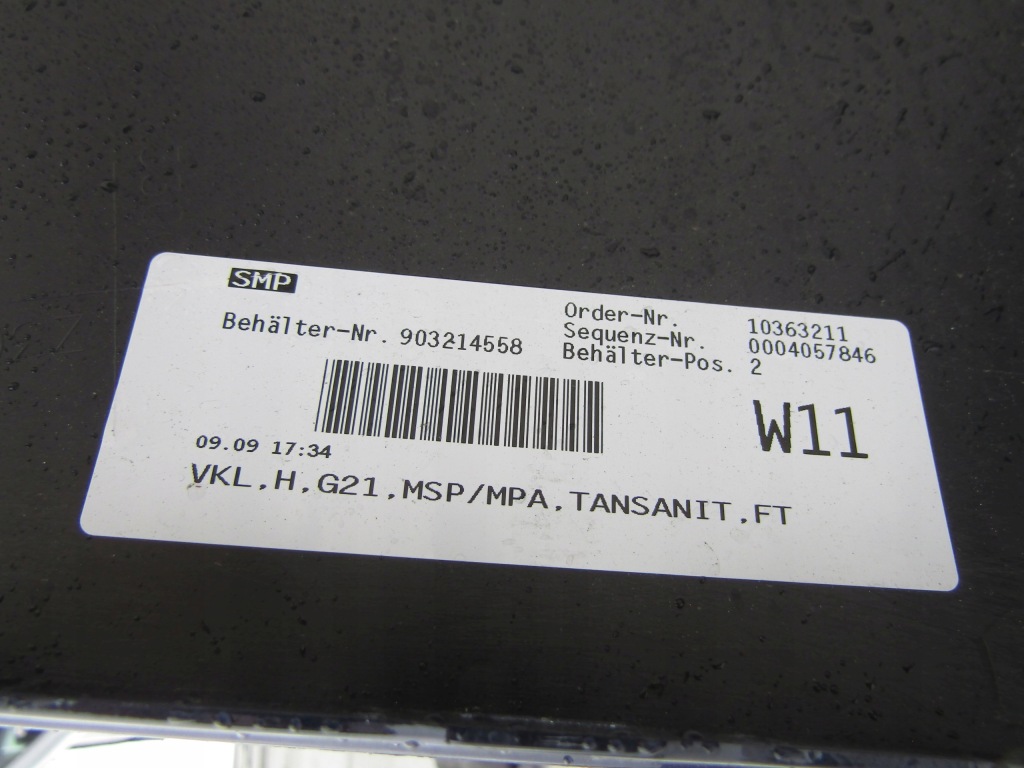 SMP
Behälter-Nr. 903214558
Order-Nr. 10363211
Sequenz-Nr. 0004057846
Behälter-Pos. 2
W11
09.09 17:34
VKL,H,G21,MSP/MPA,TANSANIT,FT